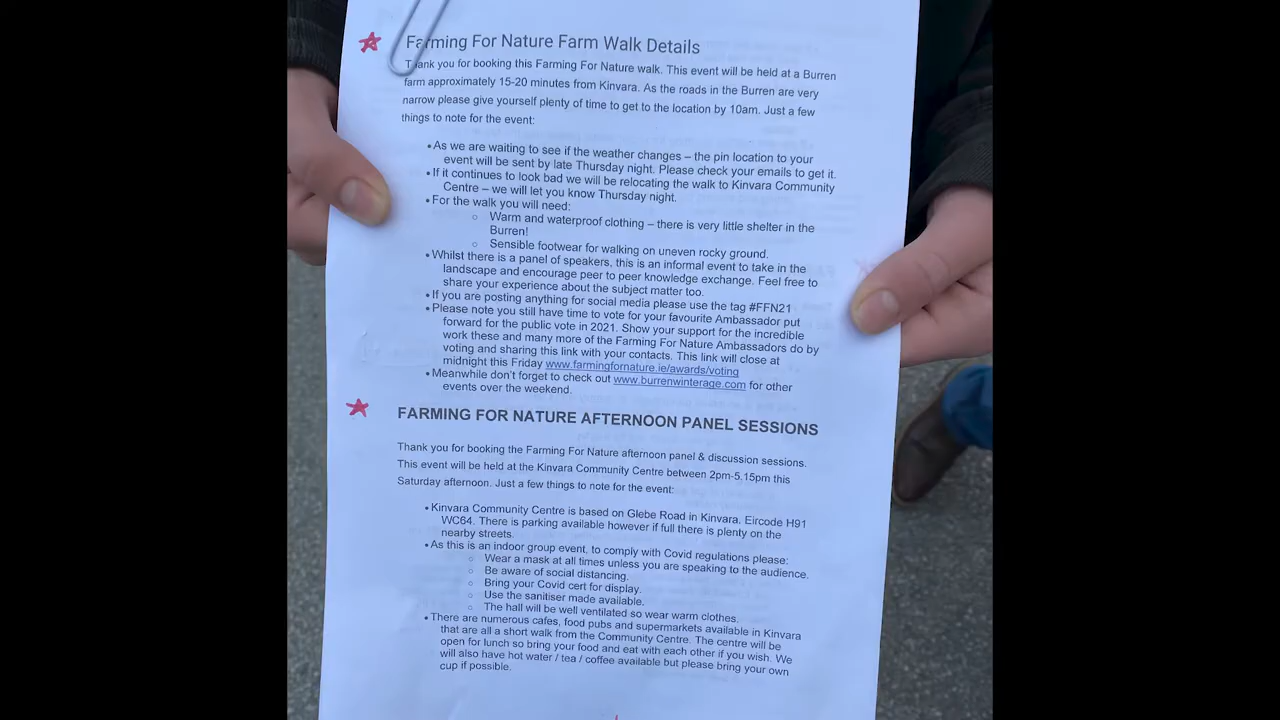 Farming For Nature Farm Walk Details
Thank you for booking this Farming For Nature walk. This event will be held at a Burren
farm approximately 15-20 minutes from Kinvara. As the roads in the Burren are very
narrow please give yourself plenty of time to get to the location by 10am. Just a few
things to note for the event:
• As we are waiting to see if the weather changes – the pin location to your
event will be sent by late Thursday night. Please check your emails to get it.
• If it continues to look bad we will be relocating the walk to Kinvara Community
Centre – we will let you know Thursday night.
• For the walk you will need:
○ Warm and waterproof clothing – there is very little shelter in the
Burren!
○ Sensible footwear for walking on uneven rocky ground.
• Whilst there is a panel of speakers, this is an informal event to take in the
landscape and encourage peer to peer knowledge exchange. Feel free to
share your experience about the subject matter too.
• If you are posting anything for social media please use the tag #FFN21
• Please note you still have time to vote for your favourite Ambassador put
forward for the public vote in 2021. Show your support for the incredible
work these and many more of the Farming For Nature Ambassadors do by
voting and sharing this link with your contacts. This link will close at
midnight this Friday www.farmingfornature.ie/awards/voting
• Meanwhile don't forget to check out www.burrenwinterage.com for other
events over the weekend.
FARMING FOR NATURE AFTERNOON PANEL SESSIONS
Thank you for booking the Farming For Nature afternoon panel & discussion sessions.
This event will be held at the Kinvara Community Centre between 2pm-5.15pm this
Saturday afternoon. Just a few things to note for the event:
• Kinvara Community Centre is based on Glebe Road in Kinvara. Eircode H91
WC64. There is parking available however if full there is plenty on the
nearby streets.
• As this is an indoor group event, to comply with Covid regulations please:
○ Wear a mask at all times unless you are speaking to the audience.
○ Be aware of social distancing.
○ Bring your Covid cert for display.
○ Use the sanitiser made available.
○ The hall will be well ventilated so wear warm clothes.
• There are numerous cafes, food pubs and supermarkets available in Kinvara
that are all a short walk from the Community Centre. The centre will be
open for lunch so bring your food and eat with each other if you wish. We
will also have hot water / tea / coffee available but please bring your own
cup if possible.